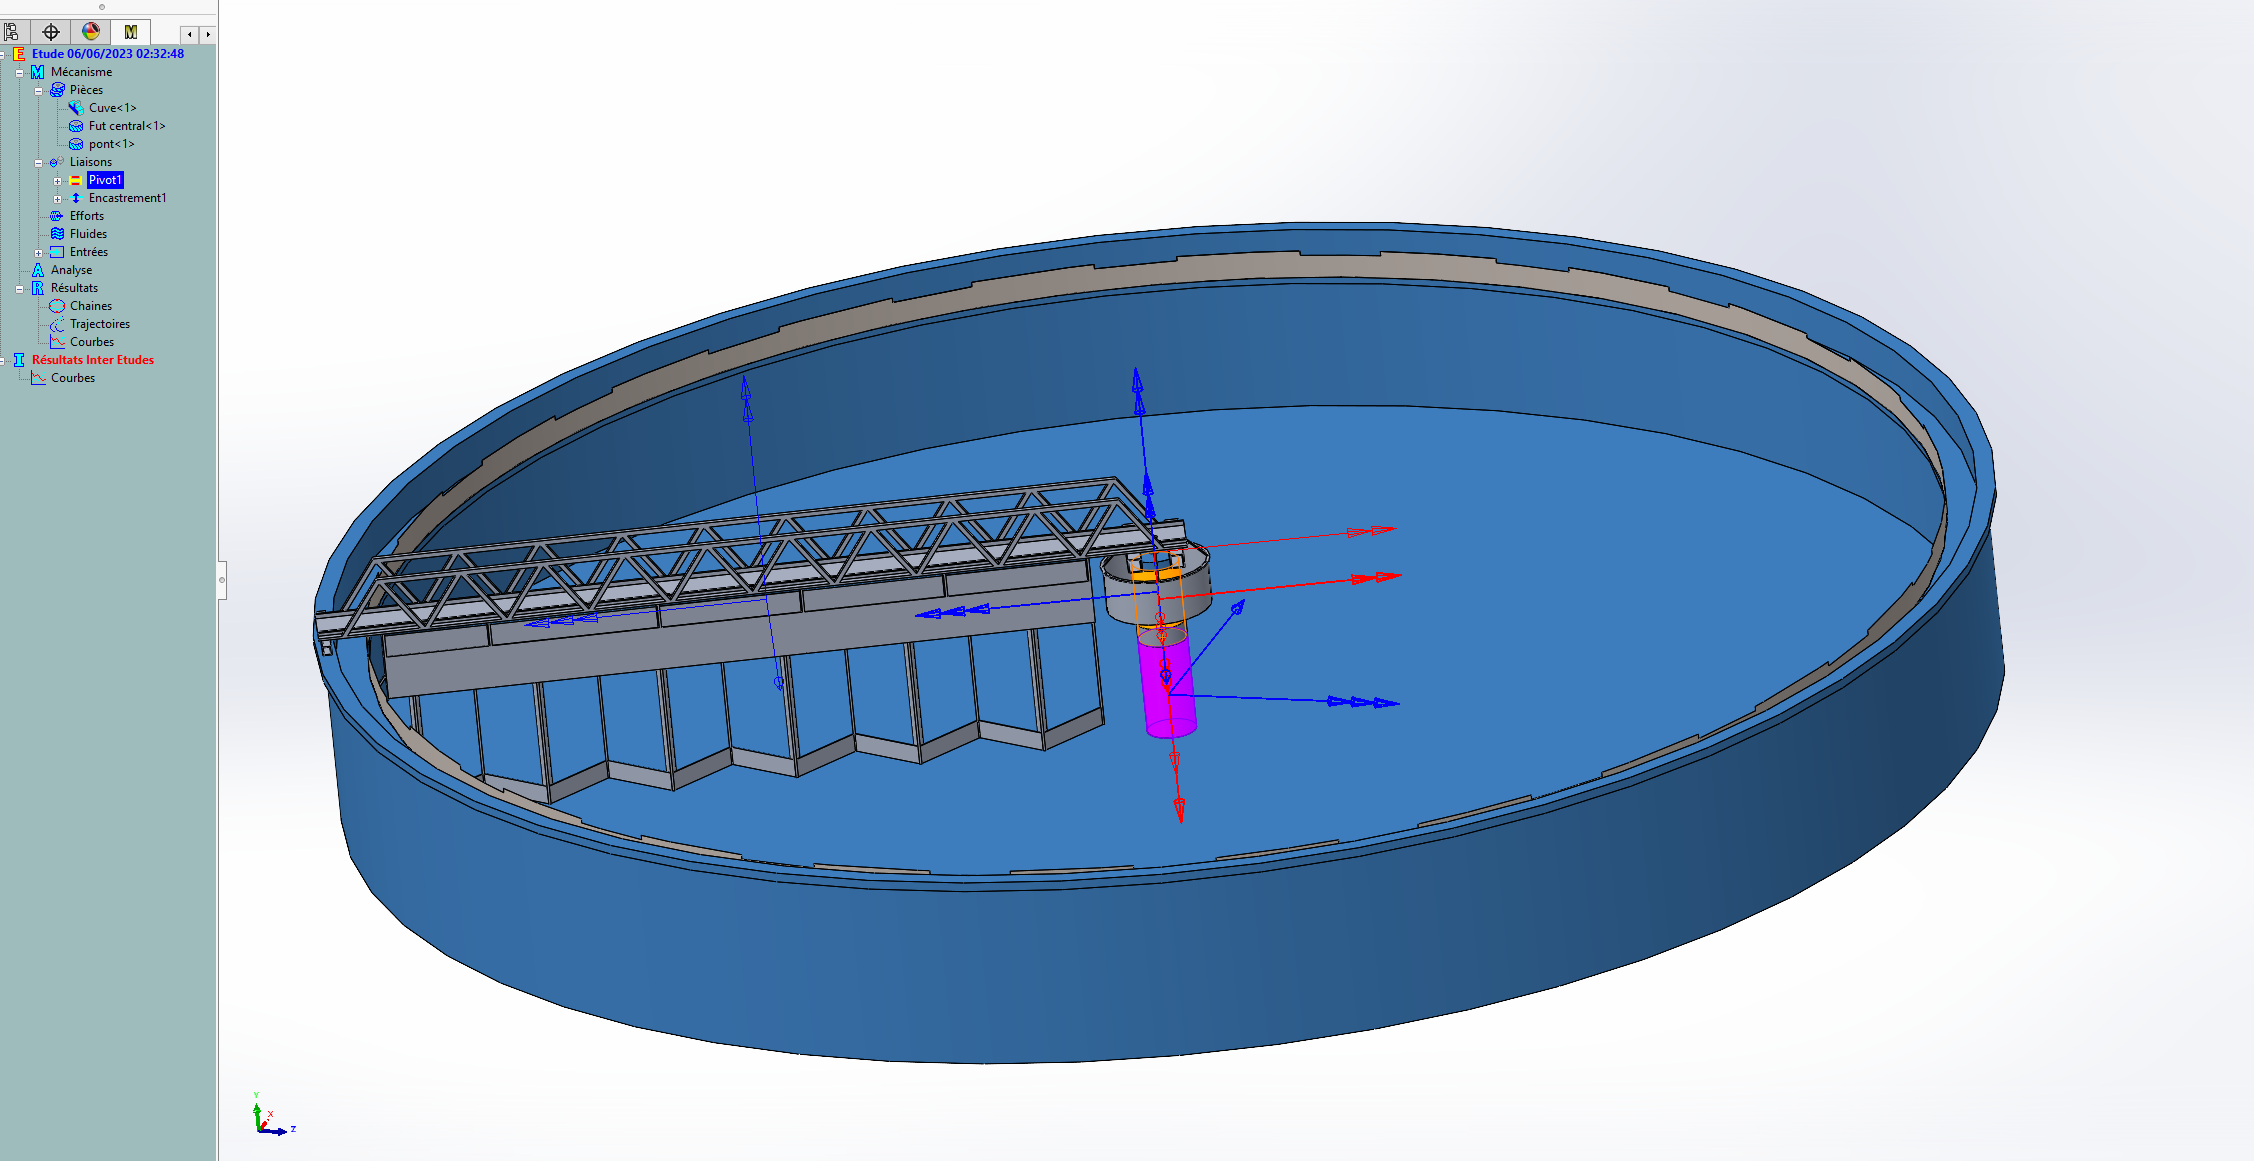 M
E Etude 06/06/2023 02:32:48
M Mécanisme
Pièces
Cuve<1>
Fut central<1>
pont<1>
Liaisons
Pivot1
Encastrement1
Efforts
Fluides
Entrées
A Analyse
R Résultats
Chaines
Trajectoires
Courbes
I Résultats Inter Etudes
Courbes
Y
X
Z